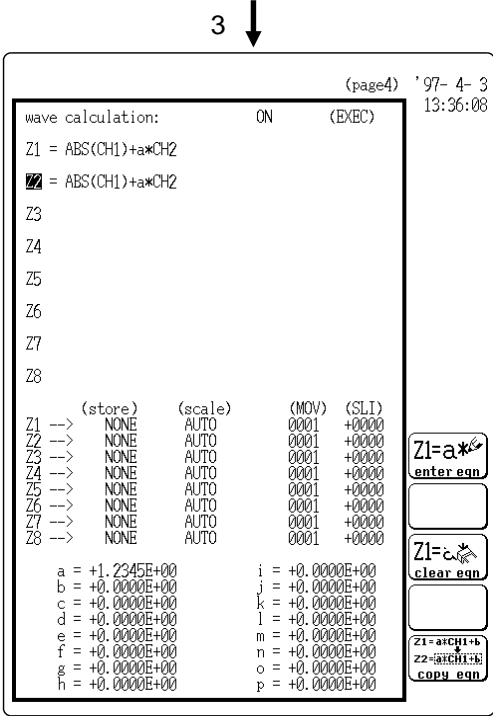 3
(page4) '97- 4- 3
13:36:08
wave calculation: ON (EXEC)
Z1 = ABS(CH1)+a*CH2
Z2 = ABS(CH1)+a*CH2
Z3
Z4
Z5
Z6
Z7
Z8
(store) (scale) (MOV) (SLI)
Z1 --> NONE AUTO 0001 +0000
Z2 --> NONE AUTO 0001 +0000
Z3 --> NONE AUTO 0001 +0000
Z4 --> NONE AUTO 0001 +0000
Z5 --> NONE AUTO 0001 +0000
Z6 --> NONE AUTO 0001 +0000
Z7 --> NONE AUTO 0001 +0000
Z8 --> NONE AUTO 0001 +0000
a = +1.2345E+00 i = +0.0000E+00
b = +0.0000E+00 j = +0.0000E+00
c = +0.0000E+00 k = +0.0000E+00
d = +0.0000E+00 l = +0.0000E+00
e = +0.0000E+00 m = +0.0000E+00
f = +0.0000E+00 n = +0.0000E+00
g = +0.0000E+00 o = +0.0000E+00
h = +0.0000E+00 p = +0.0000E+00
Z1=a*
enter eqn
Z1=
clear eqn
Z1=a*CH1+b
Z2=a*CH1+b
copy eqn